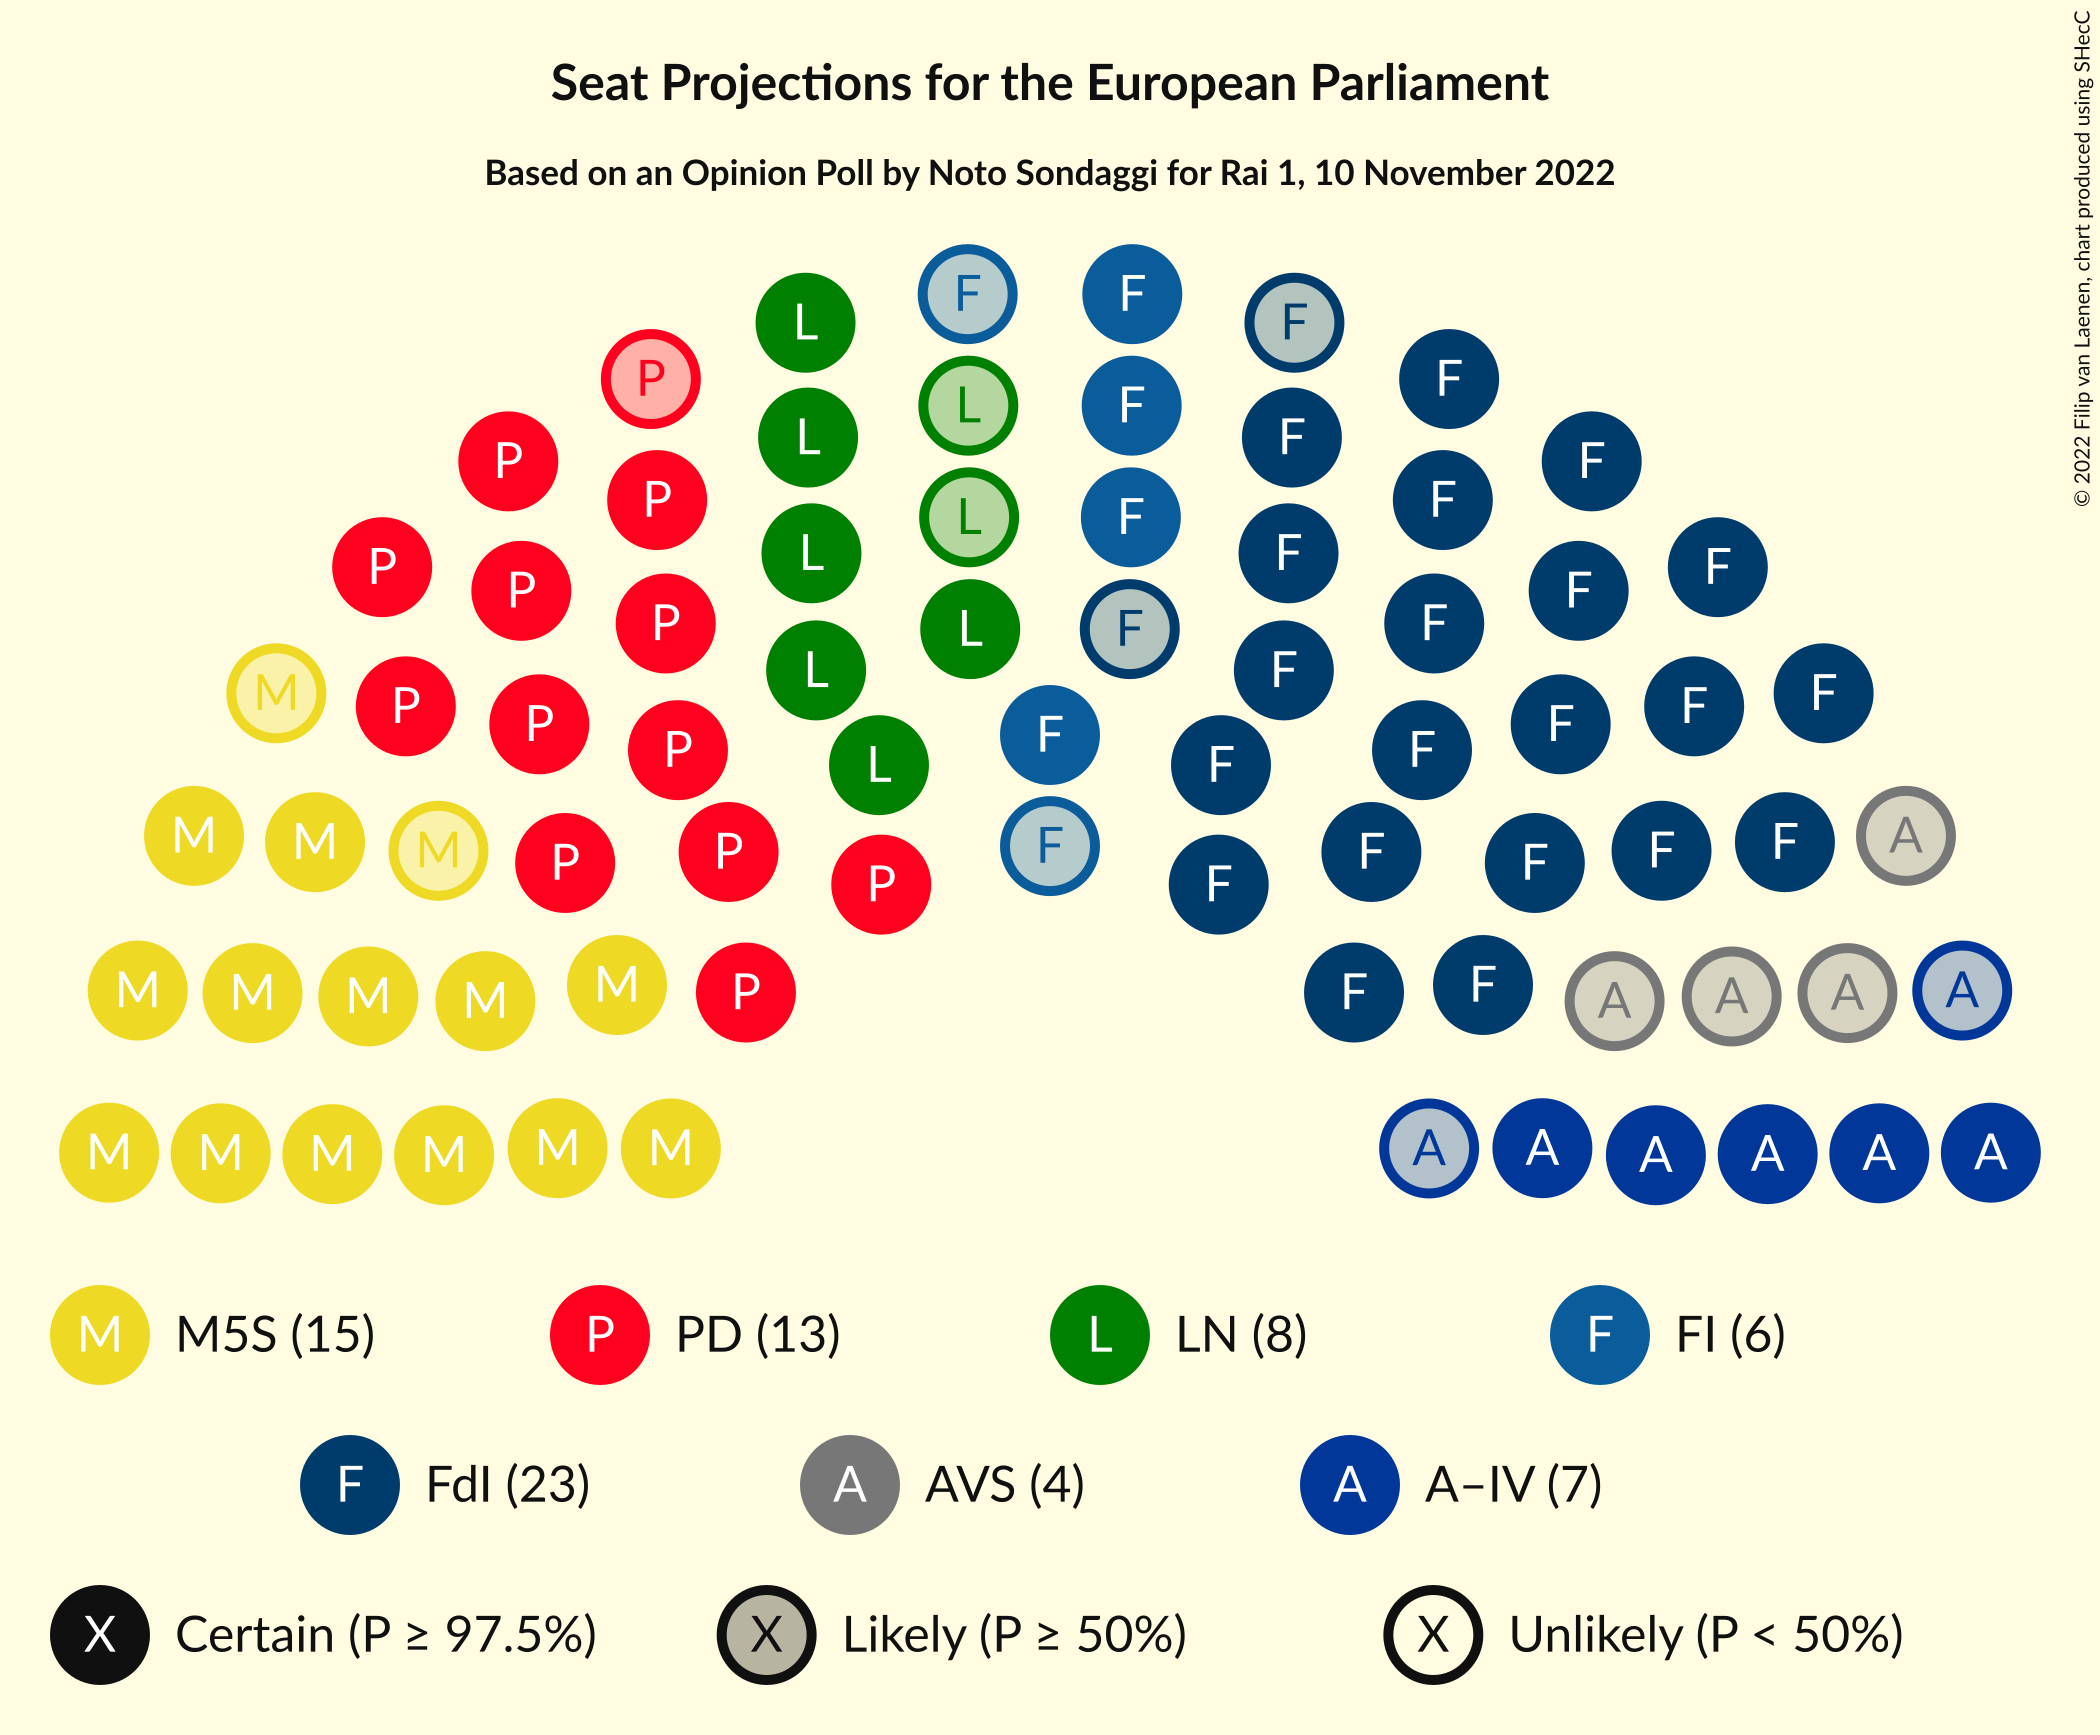 Seat Projections for the European Parliament
Based on an Opinion Poll by Noto Sondaggi for Rai 1, 10 November 2022
© 2022 Filip van Laenen, chart produced using SHecC
F F
L F
P F
L F
L F
P F
P F
L F
L F
P F
L F
P F
P F
L F
P F
L F
M F
P F
P F
F
P F
L F
M A
M F
F
M F
P F
P F
P F
M F
M A
M A
M A
M A
M F
P F
M A
M A
M A
M A
M A
M A
M M5S (15) P PD (13) L LN (8) F FI (6)
F FdI (23) A AVS (4) A A–IV (7)
X Certain (P ≥ 97.5%) X Likely (P ≥ 50%) X Unlikely (P < 50%)